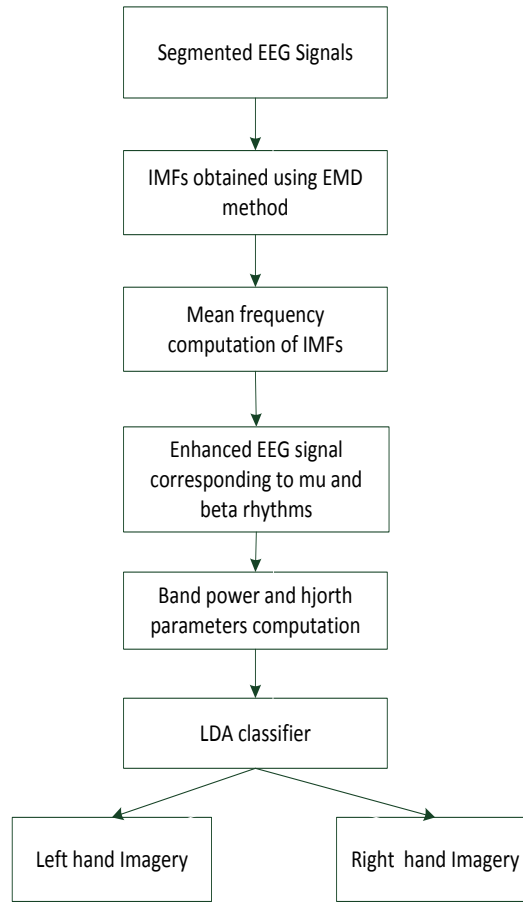 Segmented EEG Signals
IMFs obtained using EMD
method
Mean frequency
computation of IMFs
Enhanced EEG signal
corresponding to mu and
beta rhythms
Band power and hjorth
parameters computation
LDA classifier
Left hand Imagery
Right hand Imagery